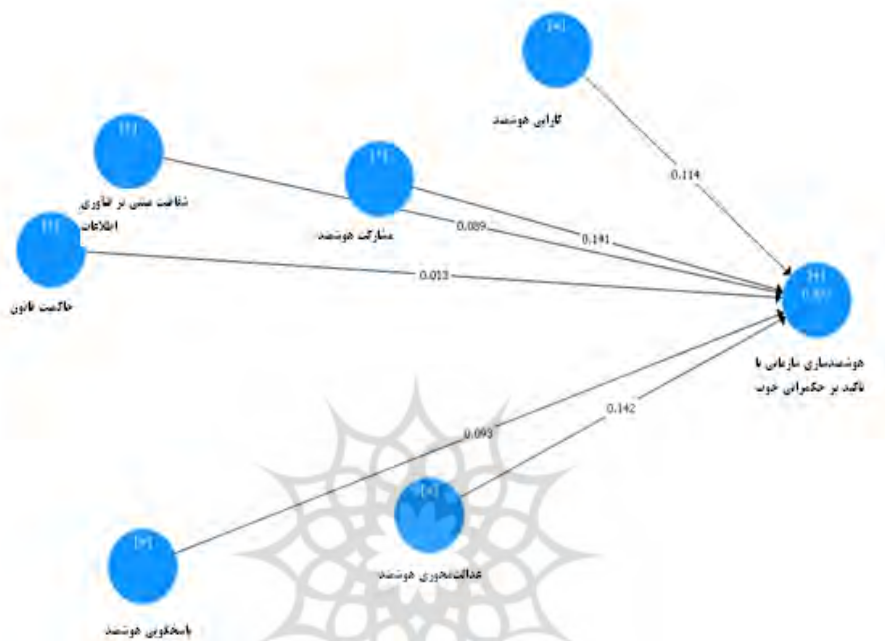 کارایی هوشمند
0.114
شفافیت مبتنی بر فناوری
اطلاعات
مشارکت هوشمند
0.089
0.141
حاکمیت قانون
0.013
هوشمندسازی سازمانی با
تاکید بر حکمرانی خوب
0.142
0.093
عدالت‌محوری هوشمند
پاسخگویی هوشمند